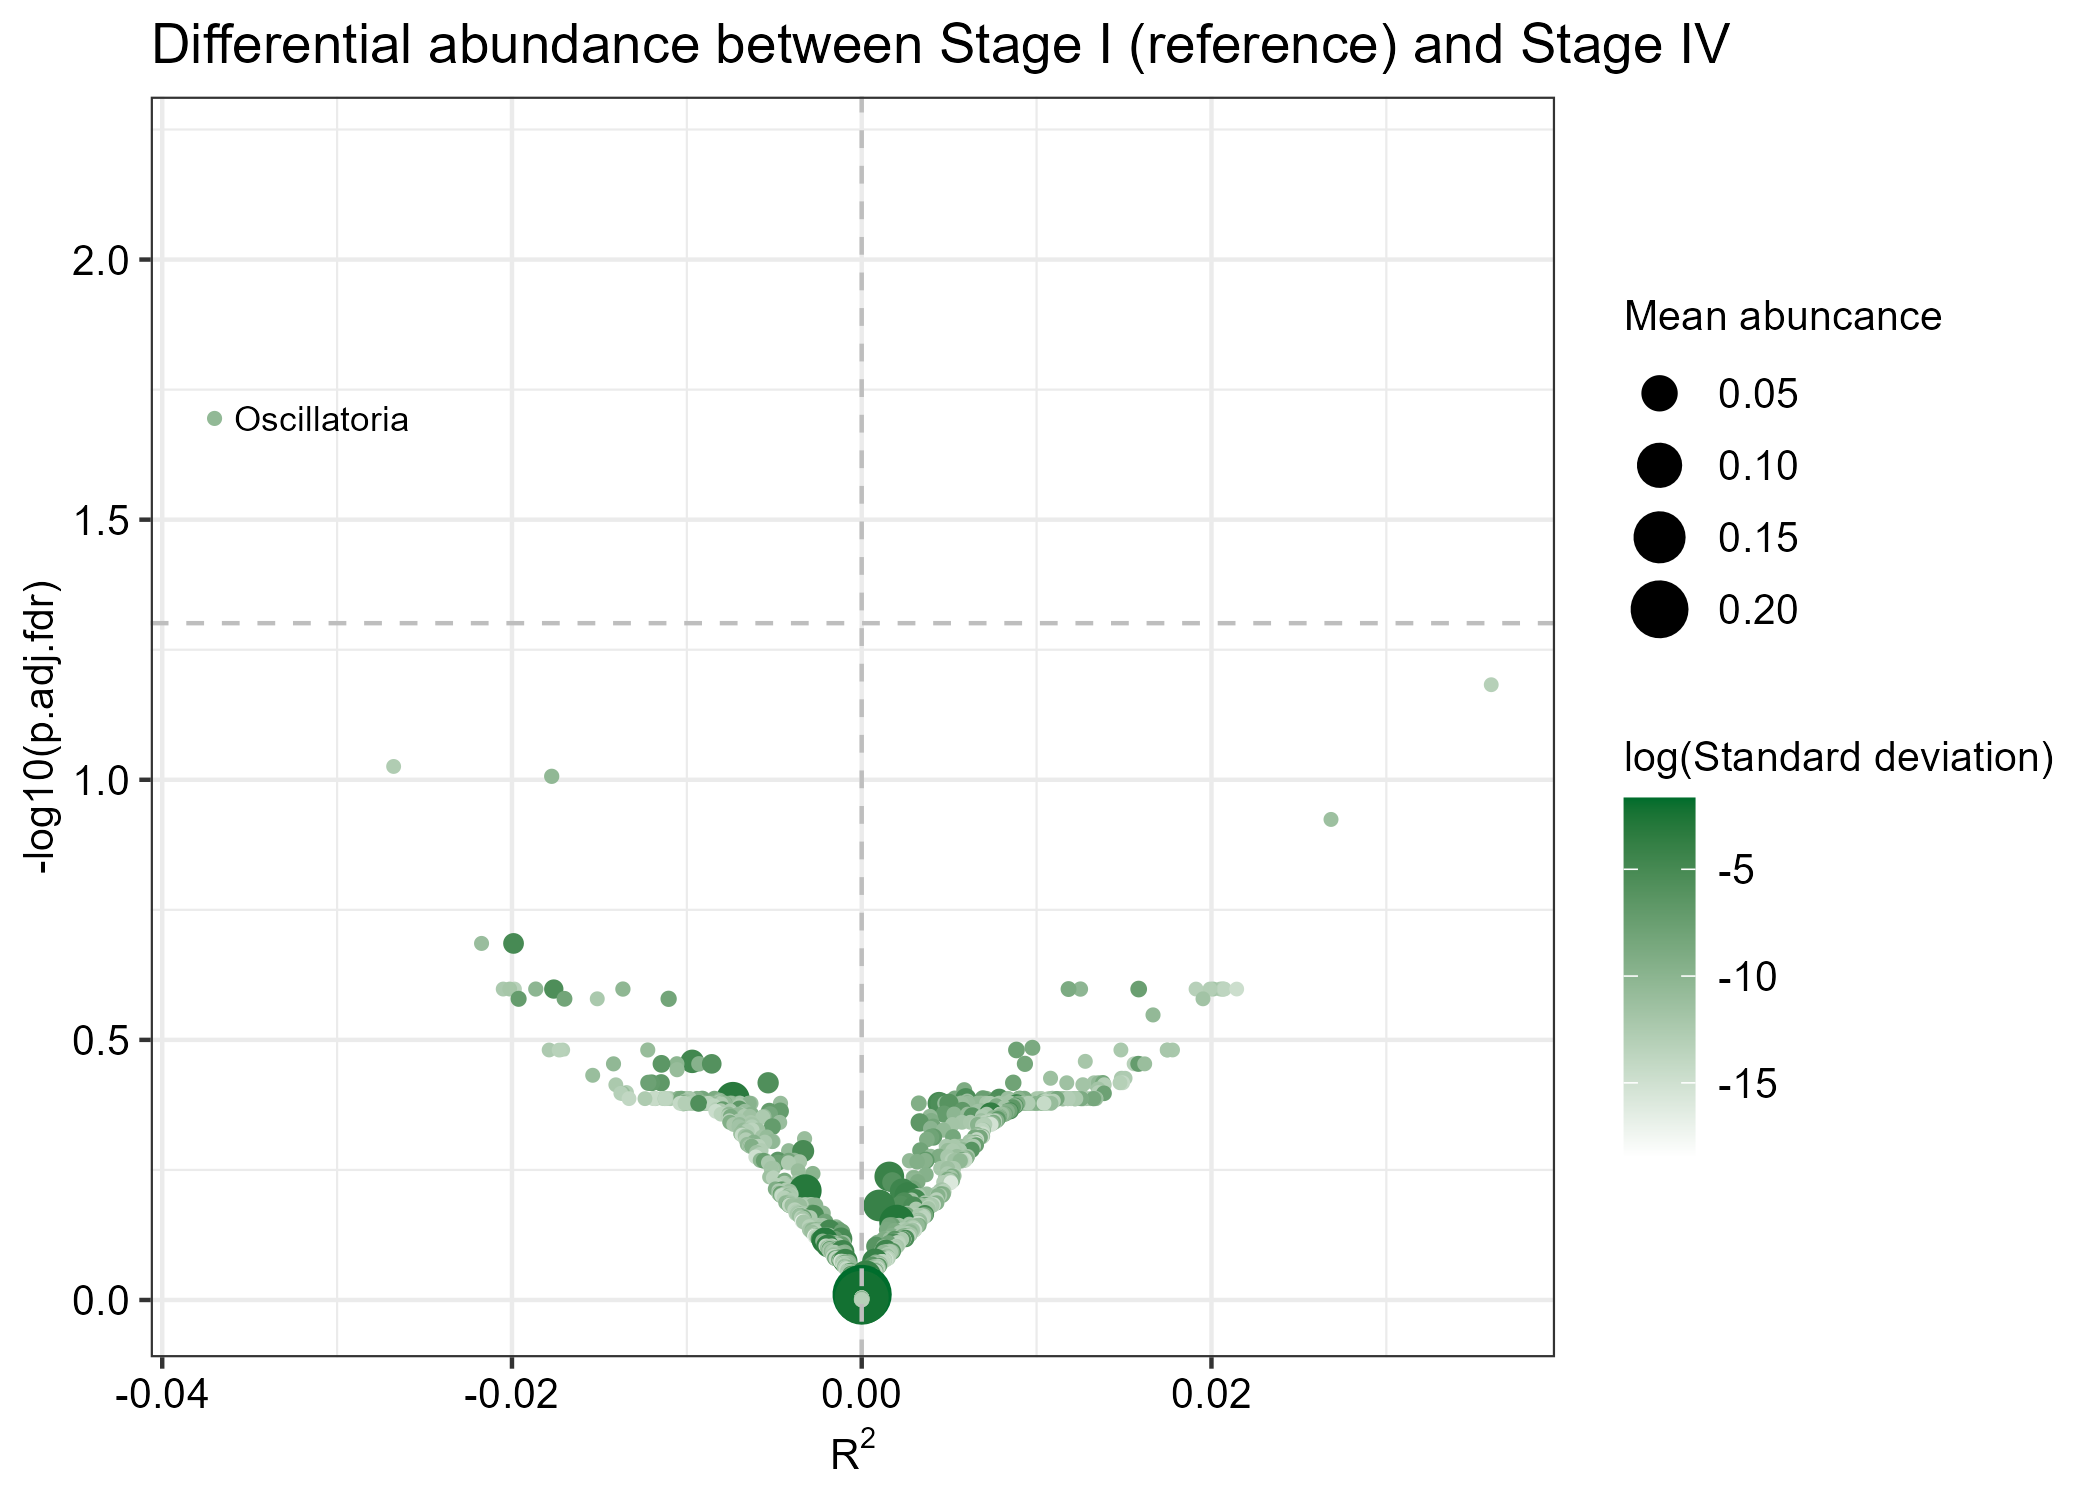 Differential abundance between Stage I (reference) and Stage IV
-log10(p.adj.fdr)
2.0
1.5
1.0
0.5
0.0
Oscillatoria
-0.04
-0.02
0.00
0.02
R²
Mean abuncance
0.05
0.10
0.15
0.20
log(Standard deviation)
-5
-10
-15